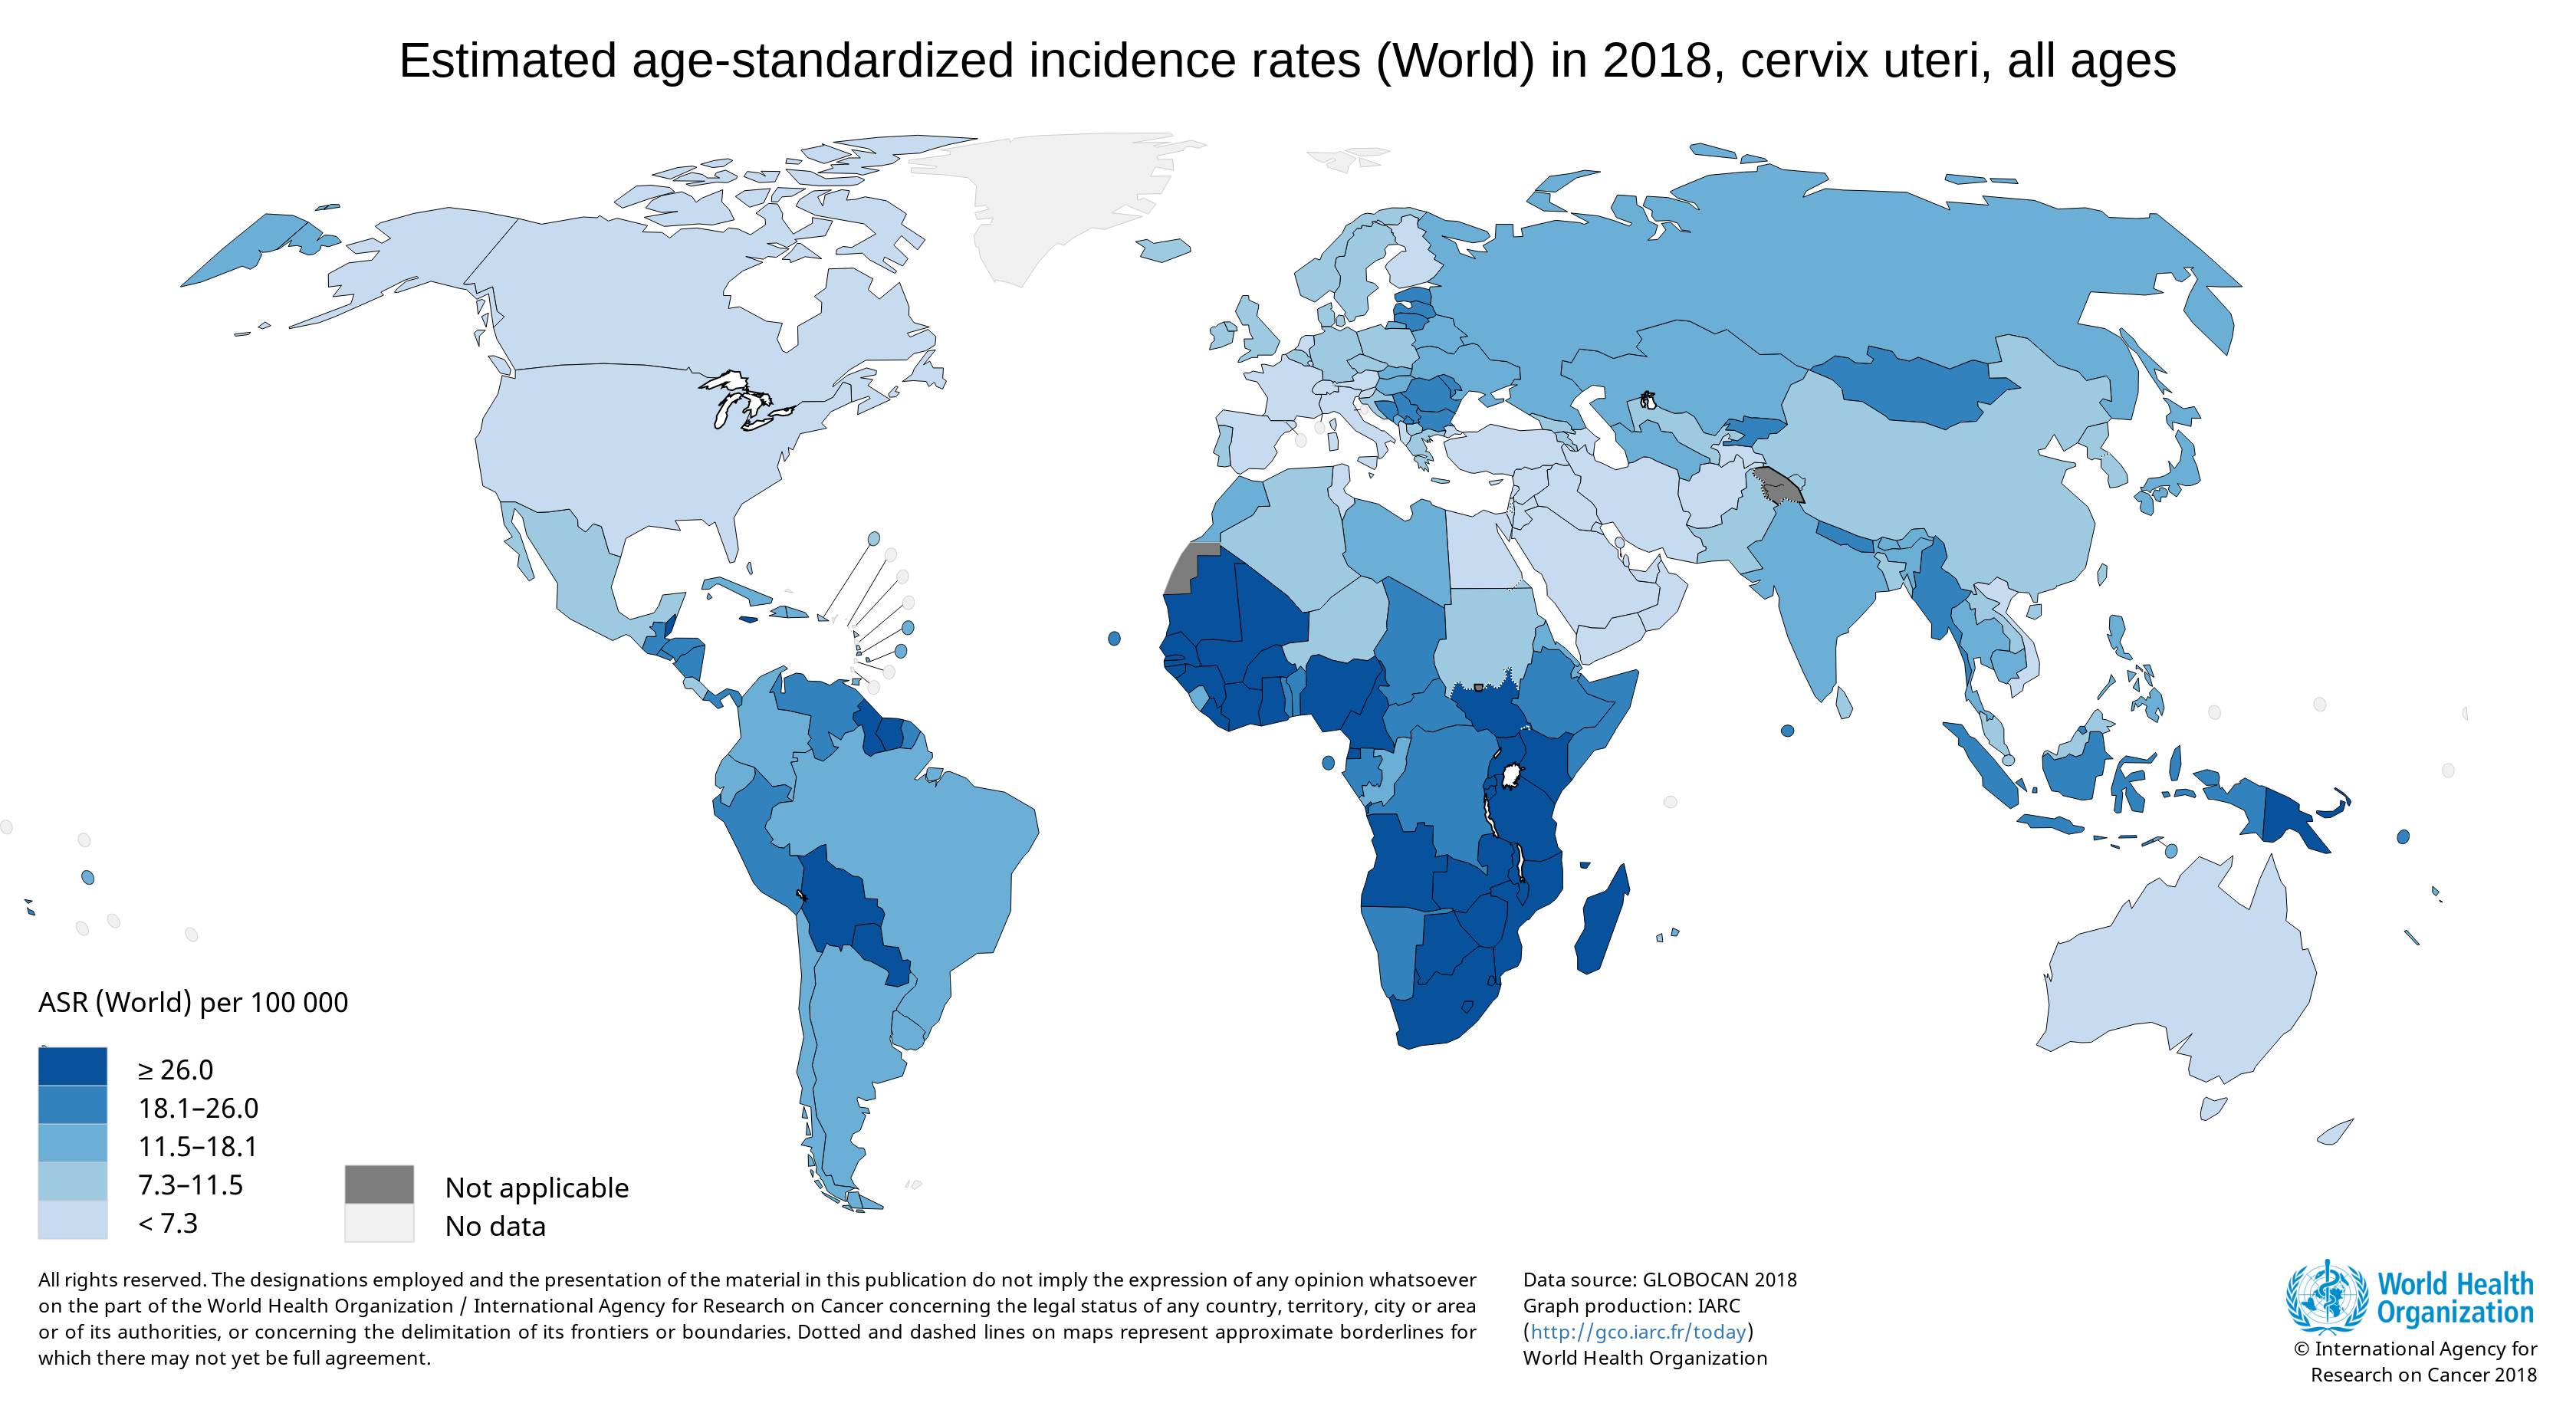 Estimated age-standardized incidence rates (World) in 2018, cervix uteri, all ages
ASR (World) per 100 000
≥ 26.0
18.1–26.0
11.5–18.1
7.3–11.5
< 7.3
Not applicable
No data
All rights reserved. The designations employed and the presentation of the material in this publication do not imply the expression of any opinion whatsoever
on the part of the World Health Organization / International Agency for Research on Cancer concerning the legal status of any country, territory, city or area
or of its authorities, or concerning the delimitation of its frontiers or boundaries. Dotted and dashed lines on maps represent approximate borderlines for
which there may not yet be full agreement.
Data source: GLOBOCAN 2018
Graph production: IARC
(http://gco.iarc.fr/today)
World Health Organization
World Health
Organization
© International Agency for
Research on Cancer 2018